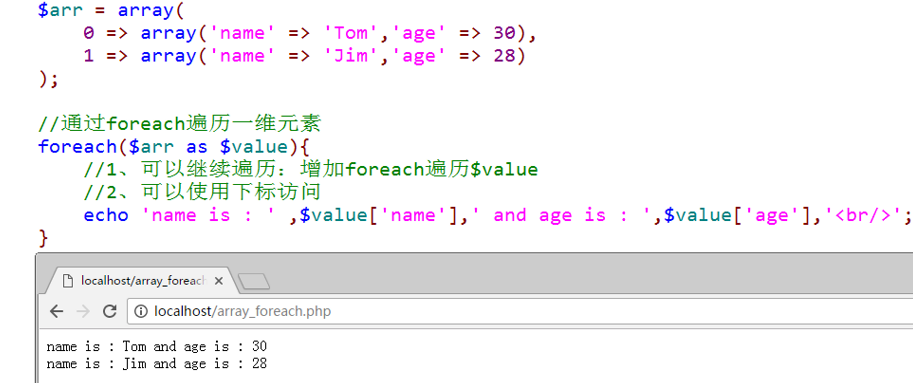 $arr = array(
    0 => array('name' => 'Tom','age' => 30),
    1 => array('name' => 'Jim','age' => 28)
);
//通过foreach遍历一维元素
foreach($arr as $value){
    //1、可以继续遍历：增加foreach遍历$value
    //2、可以使用下标访问
    echo 'name is : ' ,$value['name'],' and age is : ',$value['age'],'<br/>';
}
localhost/array_foreach
localhost/array_foreach.php
name is : Tom and age is : 30
name is : Jim and age is : 28